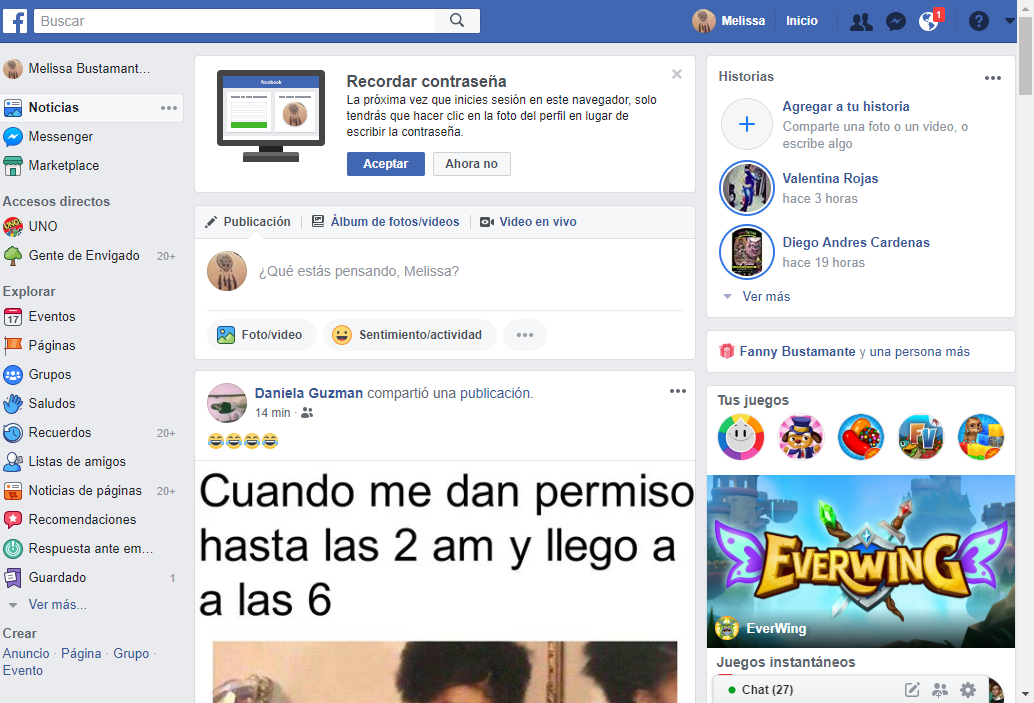 Buscar
Melissa
Inicio
1
Melissa Bustamant...
Noticias
Messenger
Marketplace
Accesos directos
UNO
Gente de Envigado 20+
Explorar
17
Eventos
Páginas
Grupos
Saludos
Recuerdos 20+
Listas de amigos
Noticias de páginas 20+
Recomendaciones
Respuesta ante em...
Guardado 1
Ver más...
Crear
Anuncio · Página · Grupo ·
Evento
facebook
Recordar contraseña
La próxima vez que inicies sesión en este navegador, solo
tendrás que hacer clic en la foto del perfil en lugar de
escribir la contraseña.
Aceptar
Ahora no
Publicación
Álbum de fotos/videos
Video en vivo
¿Qué estás pensando, Melissa?
Foto/video
Sentimiento/actividad
Daniela Guzman compartió una publicación.
14 min ·
Cuando me dan permiso
hasta las 2 am y llego a
a las 6
Historias
Agregar a tu historia
Comparte una foto o un video, o
escribe algo
Valentina Rojas
hace 3 horas
Diego Andres Cardenas
hace 19 horas
Ver más
Fanny Bustamante y una persona más
Tus juegos
FV
EVERWING
EverWing
Juegos instantáneos
Chat (27)